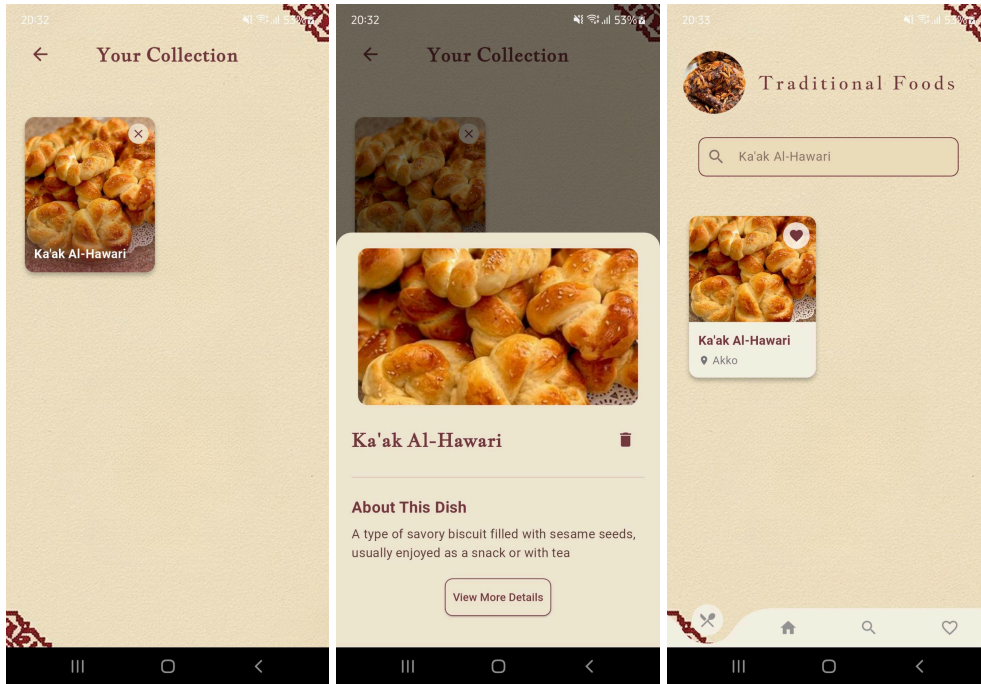 20:32
53%
Your Collection
Ka'ak Al-Hawari
20:32
53%
Your Collection
Ka'ak Al-Hawari
About This Dish
A type of savory biscuit filled with sesame seeds,
usually enjoyed as a snack or with tea
View More Details
20:33
53%
Traditional Foods
Ka'ak Al-Hawari
Ka'ak Al-Hawari
Akko